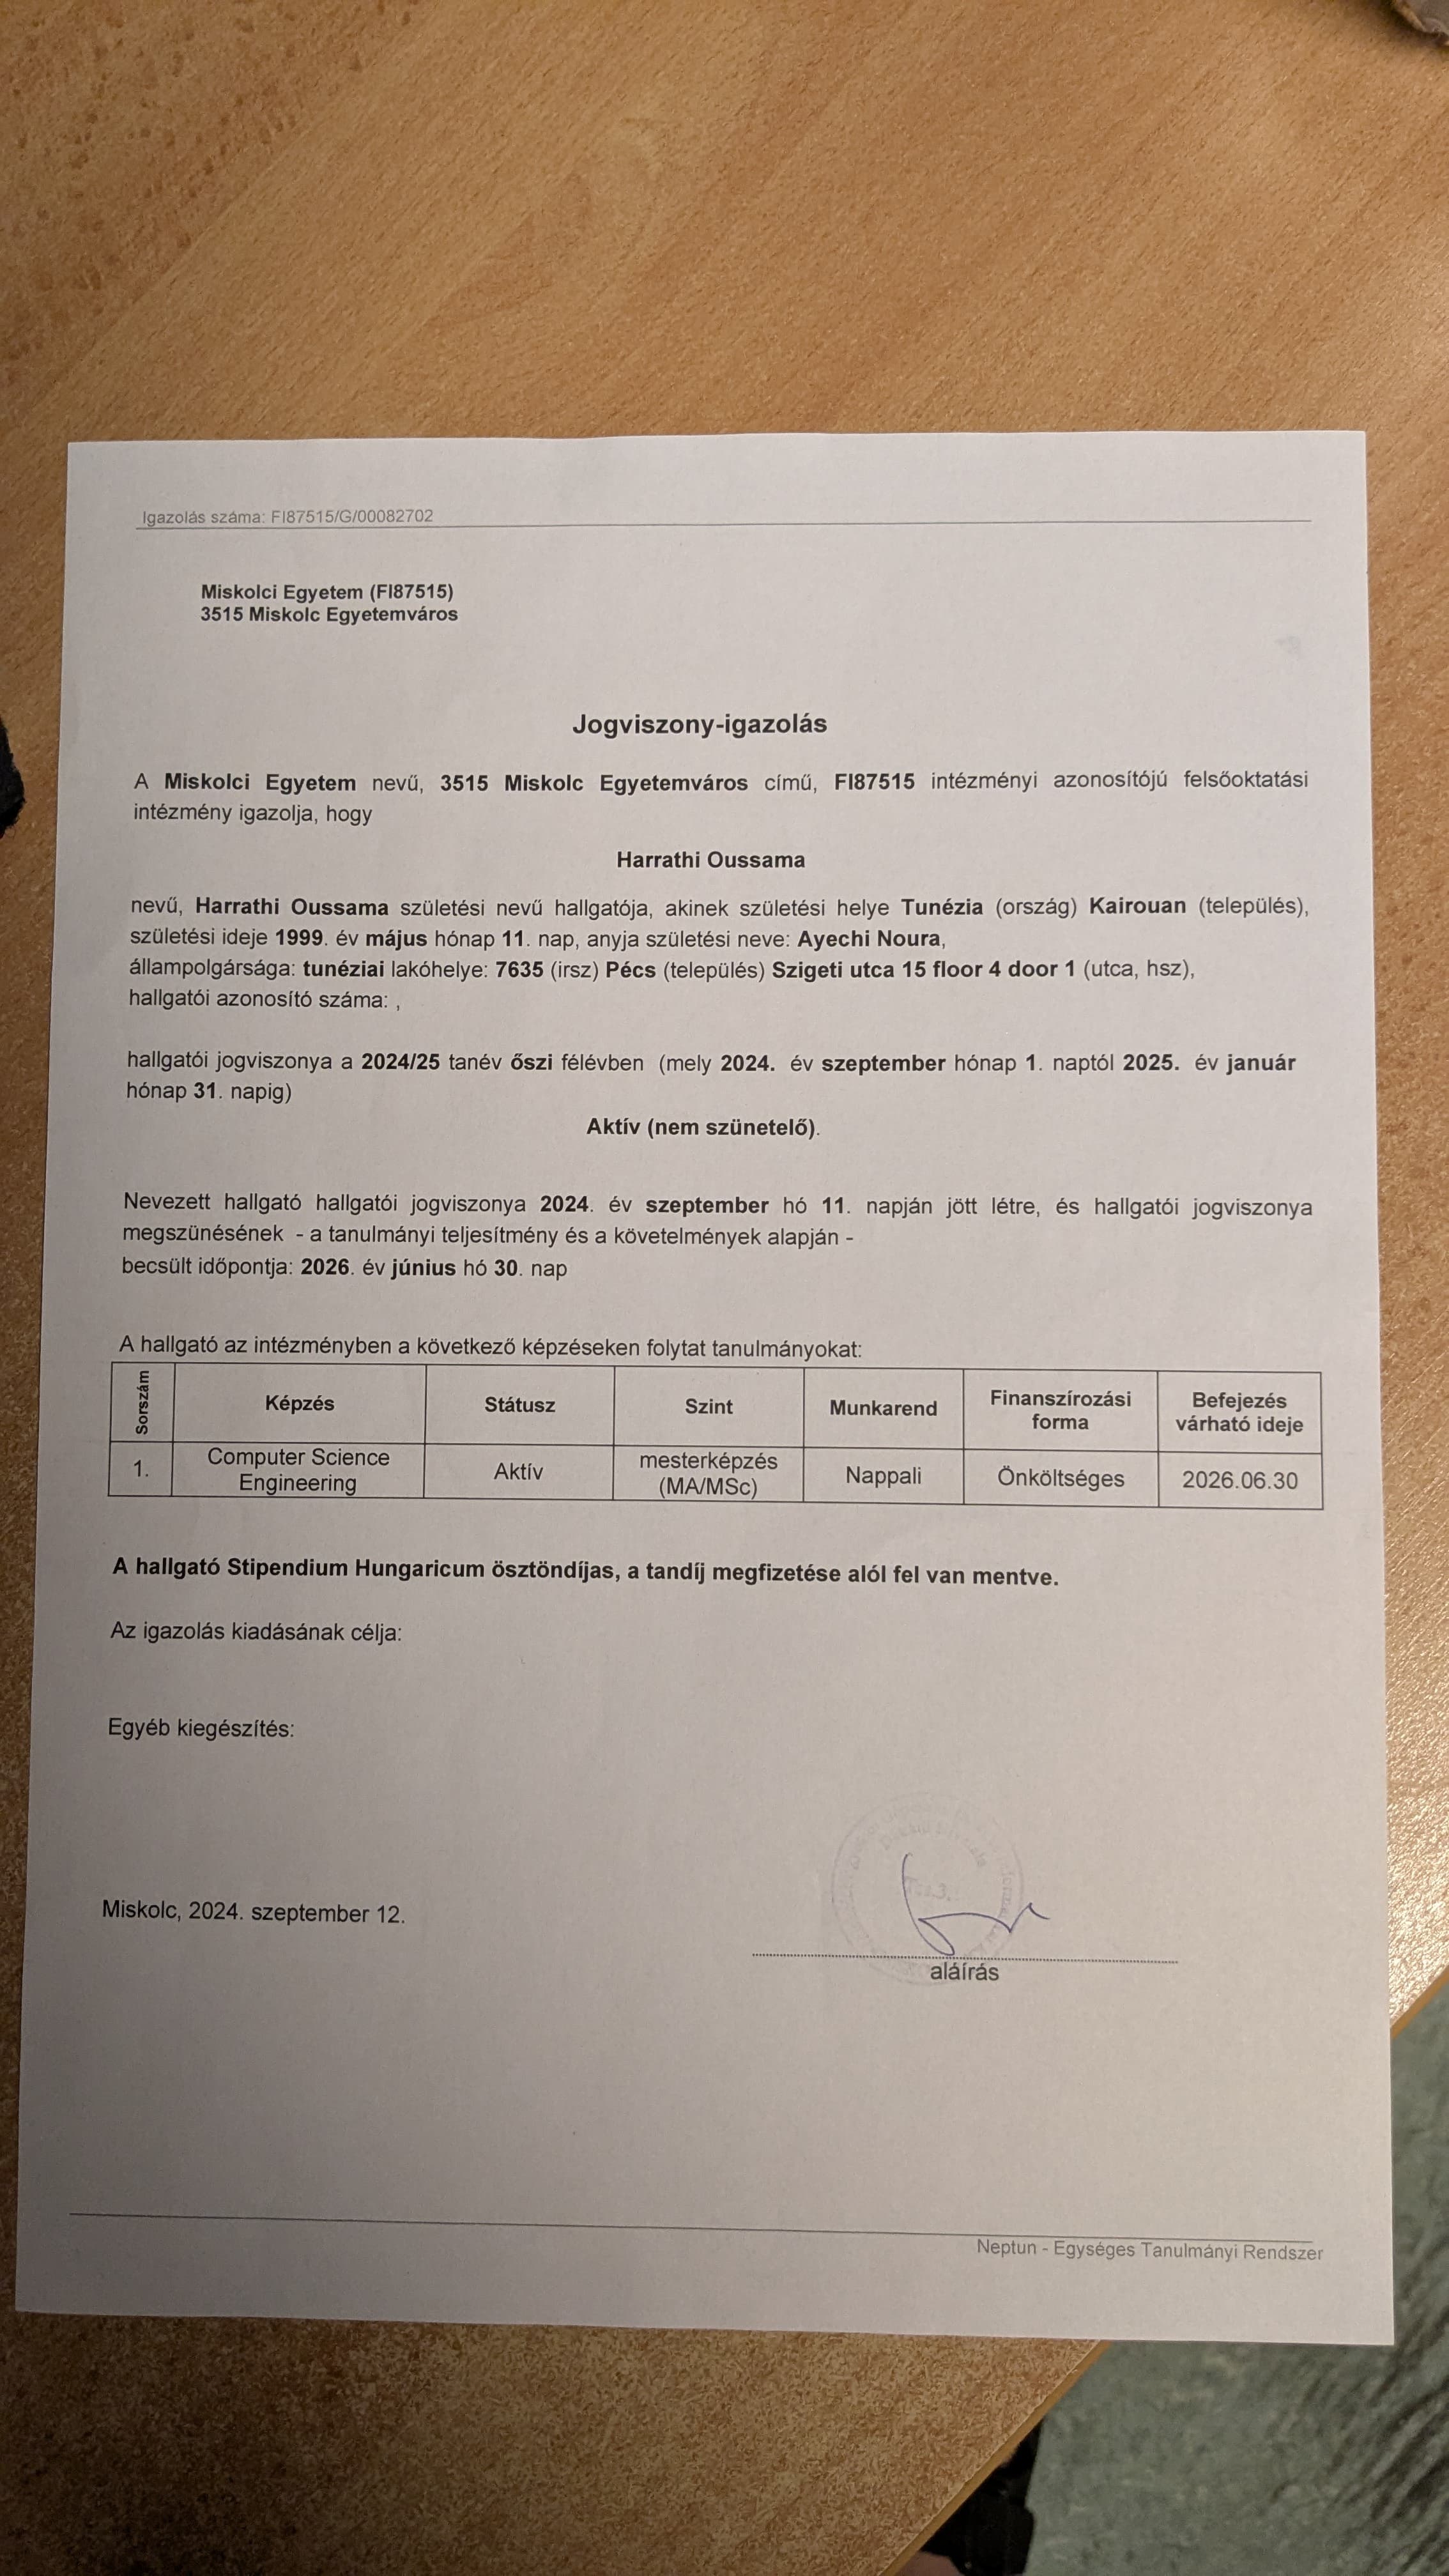 Igazolás száma: FI87515/G/00082702
Miskolci Egyetem (FI87515)
3515 Miskolc Egyetemváros
Jogviszony-igazolás
A Miskolci Egyetem nevű, 3515 Miskolc Egyetemváros című, FI87515 intézményi azonosítójú felsőoktatási
intézmény igazolja, hogy
Harrathi Oussama
nevű, Harrathi Oussama születési nevű hallgatója, akinek születési helye Tunézia (ország) Kairouan (település),
születési ideje 1999. év május hónap 11. nap, anyja születési neve: Ayechi Noura,
állampolgársága: tunéziai lakóhelye: 7635 (irsz) Pécs (település) Szigeti utca 15 floor 4 door 1 (utca, hsz),
hallgatói azonosító száma: ,
hallgatói jogviszonya a 2024/25 tanév őszi félévben (mely 2024. év szeptember hónap 1. naptól 2025. év január
hónap 31. napig)
Aktív (nem szünetelő).
Nevezett hallgató hallgatói jogviszonya 2024. év szeptember hó 11. napján jött létre, és hallgatói jogviszonya
megszünésének - a tanulmányi teljesítmény és a követelmények alapján -
becsült időpontja: 2026. év június hó 30. nap
A hallgató az intézményben a következő képzéseken folytat tanulmányokat:
Sorszám Képzés Státusz Szint Munkarend Finanszírozási forma Befejezés várható ideje
1. Computer Science Engineering Aktív mesterképzés (MA/MSc) Nappali Önköltséges 2026.06.30
A hallgató Stipendium Hungaricum ösztöndíjas, a tandíj megfizetése alól fel van mentve.
Az igazolás kiadásának célja:
Egyéb kiegészítés:
Miskolc, 2024. szeptember 12.
aláírás
Neptun - Egységes Tanulmányi Rendszer